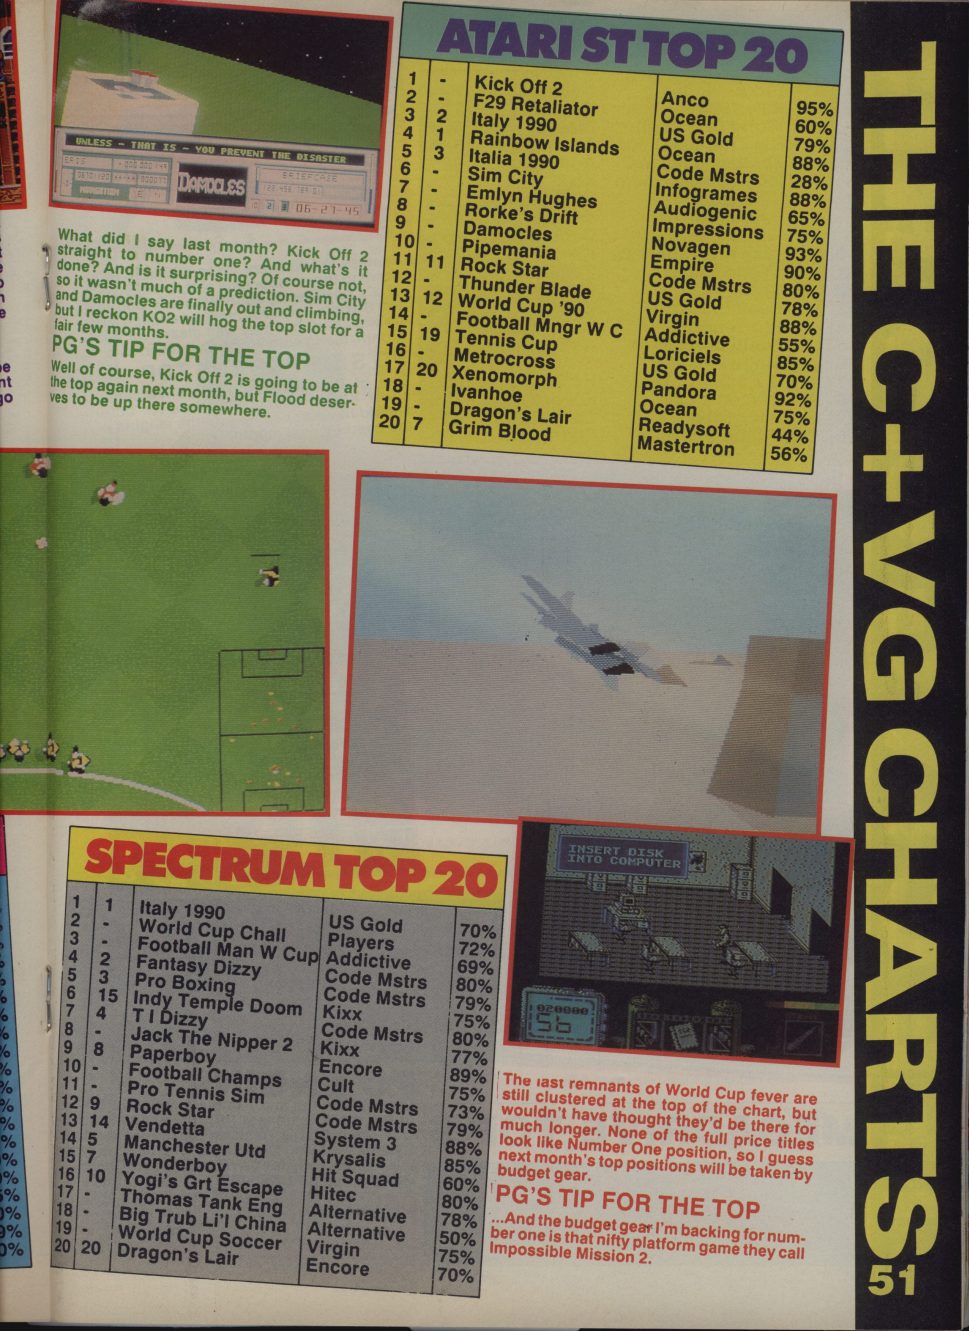 UNLESS - THAT IS - YOU PREVENT THE DISASTER
DAMOCLES
BRIEFCASE
06-27-45
What did I say last month? Kick Off 2
straight to number one? And what's it
done? And is it surprising? Of course not,
so it wasn't much of a prediction. Sim City
and Damocles are finally out and climbing,
but I reckon KO2 will hog the top slot for a
fair few months.
PG'S TIP FOR THE TOP
Well of course, Kick Off 2 is going to be at
the top again next month, but Flood deser-
ves to be up there somewhere.
ATARI ST TOP 20
1 - Kick Off 2 Anco 95%
2 - F29 Retaliator Ocean 60%
3 2 Italy 1990 US Gold 79%
4 1 Rainbow Islands Ocean 88%
5 3 Italia 1990 Code Mstrs 28%
6 - Sim City Infogrames 88%
7 - Emlyn Hughes Audiogenic 65%
8 - Rorke's Drift Impressions 75%
9 - Damocles Novagen 93%
10 - Pipemania Empire 90%
11 11 Rock Star Code Mstrs 80%
12 - Thunder Blade US Gold 78%
13 12 World Cup '90 Virgin 88%
14 - Football Mngr W C Addictive 55%
15 19 Tennis Cup Loriciels 85%
16 - Metrocross US Gold 70%
17 20 Xenomorph Pandora 92%
18 - Ivanhoe Ocean 75%
19 - Dragon's Lair Readysoft 44%
20 7 Grim Blood Mastertron 56%
SPECTRUM TOP 20
1 1 Italy 1990 US Gold 70%
2 - World Cup Chall Players 72%
3 - Football Man W Cup Addictive 69%
4 2 Fantasy Dizzy Code Mstrs 80%
5 3 Pro Boxing Code Mstrs 79%
6 15 Indy Temple Doom Kixx 75%
7 4 T I Dizzy Code Mstrs 80%
8 - Jack The Nipper 2 Kixx 77%
9 8 Paperboy Encore 89%
10 - Football Champs Cult 75%
11 - Pro Tennis Sim Code Mstrs 73%
12 9 Rock Star Code Mstrs 79%
13 14 Vendetta System 3 88%
14 5 Manchester Utd Krysalis 85%
15 7 Wonderboy Hit Squad 60%
16 10 Yogi's Grt Escape Hitec 80%
17 - Thomas Tank Eng Alternative 78%
18 - Big Trub Li'l China Alternative 50%
19 - World Cup Soccer Virgin 75%
20 20 Dragon's Lair Encore 70%
INSERT DISK
INTO COMPUTER
The last remnants of World Cup fever are
still clustered at the top of the chart, but
wouldn't have thought they'd be there for
much longer. None of the full price titles
look like Number One position, so I guess
next month's top positions will be taken by
budget gear.
PG'S TIP FOR THE TOP
...And the budget gear I'm backing for num-
ber one is that nifty platform game they call
Impossible Mission 2.
THE C+VG CHARTS
51